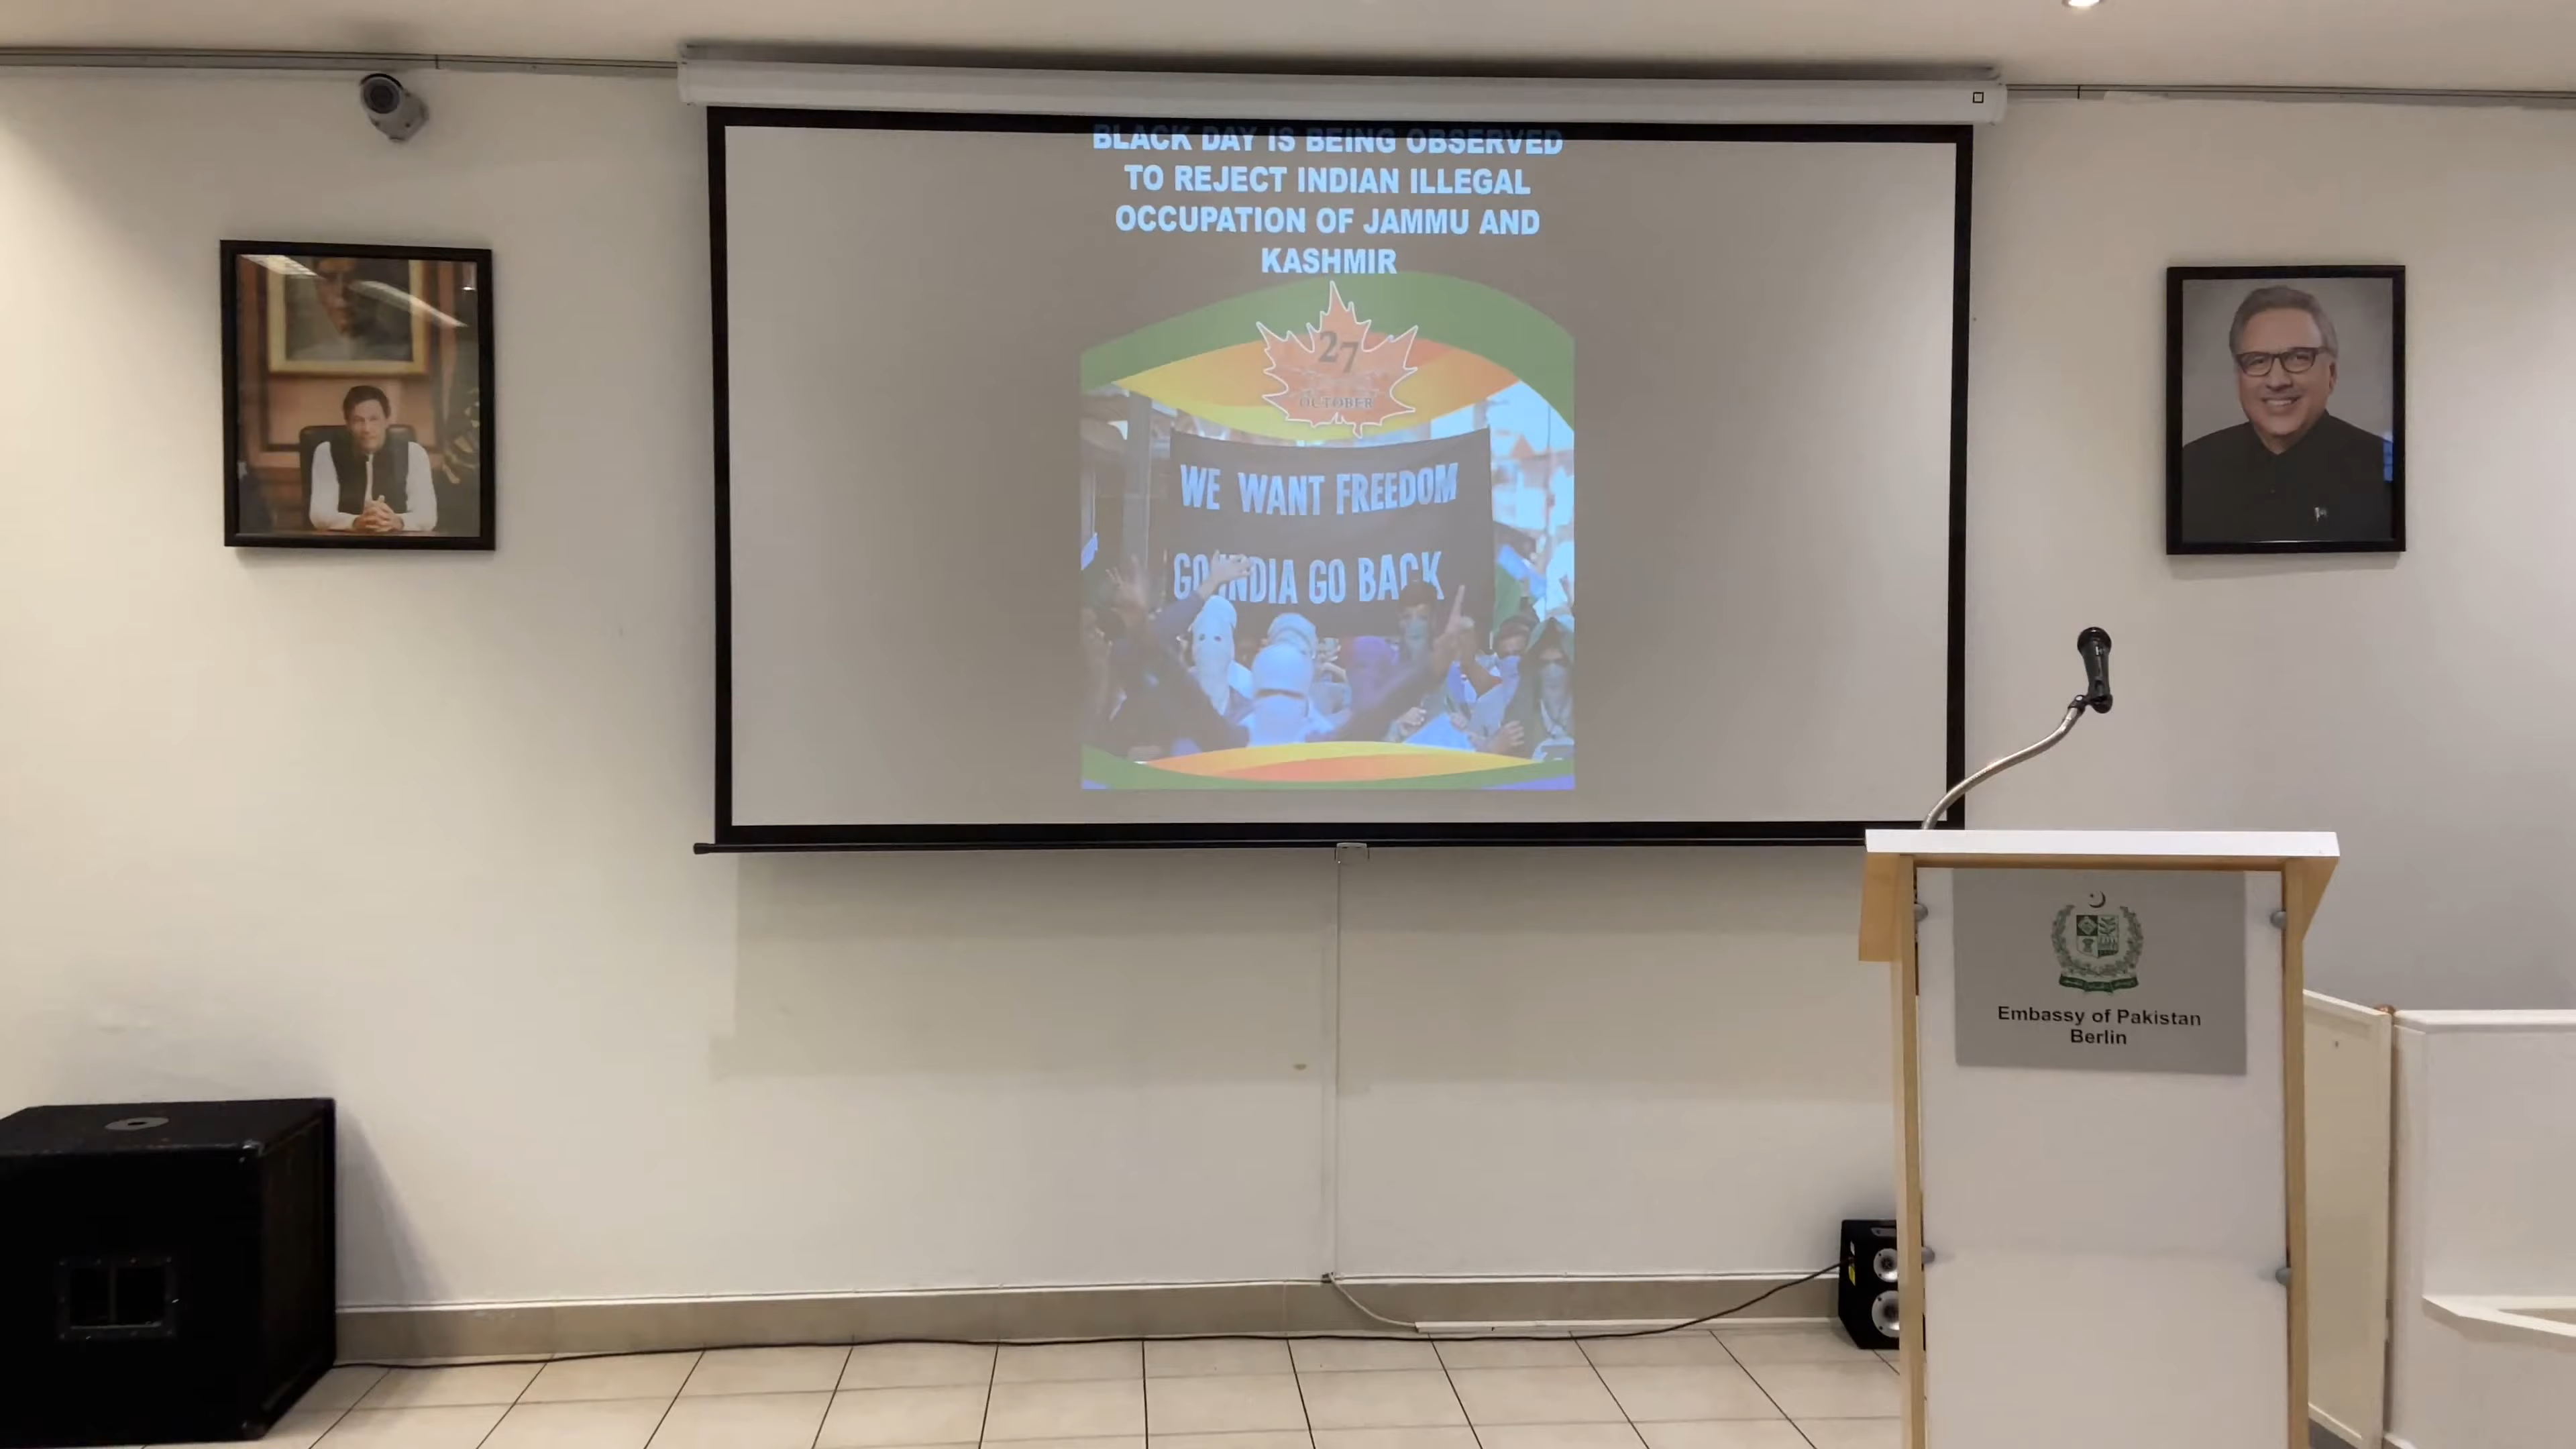 BLACK DAY IS BEING OBSERVED
TO REJECT INDIAN ILLEGAL
OCCUPATION OF JAMMU AND
KASHMIR
27
OCTOBER
WE WANT FREEDOM
GO INDIA GO BACK
Embassy of Pakistan
Berlin